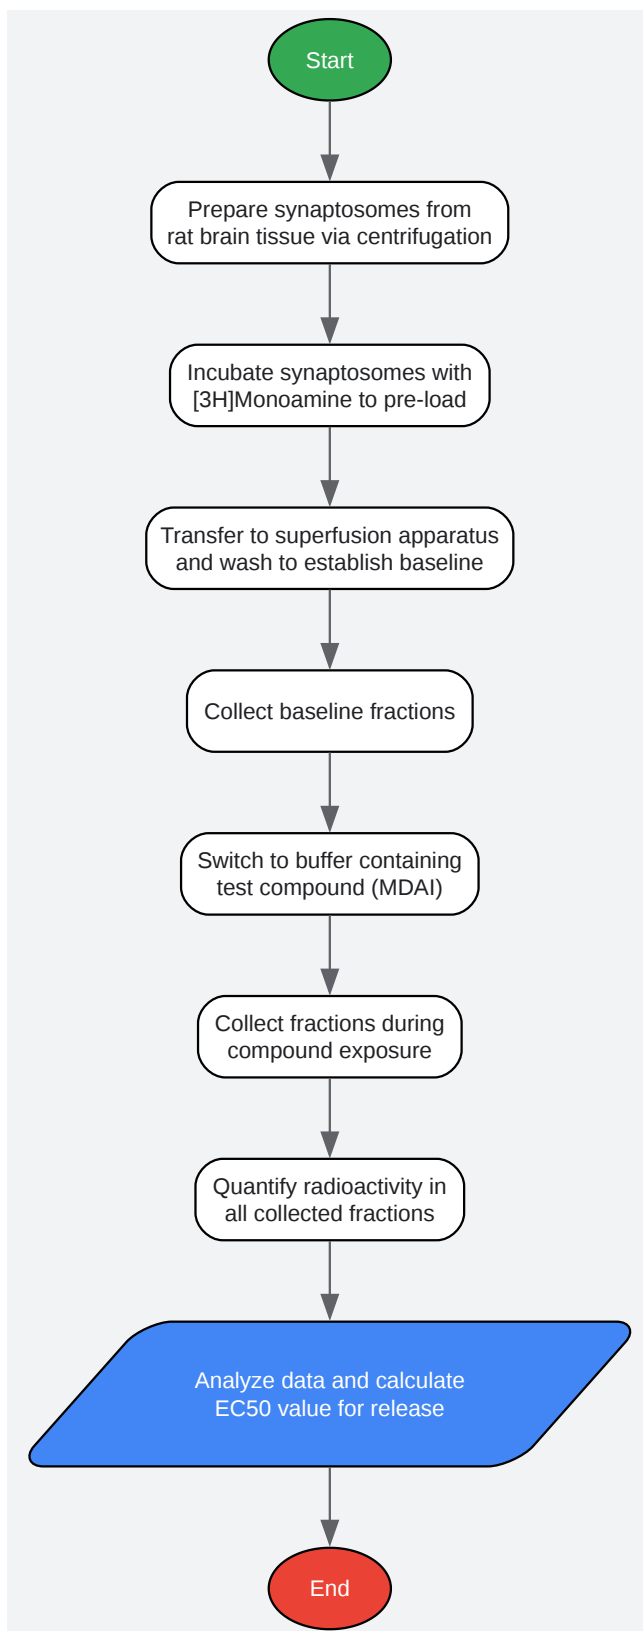 Start
Prepare synaptosomes from
rat brain tissue via centrifugation
Incubate synaptosomes with
[3H]Monoamine to pre-load
Transfer to superfusion apparatus
and wash to establish baseline
Collect baseline fractions
Switch to buffer containing
test compound (MDAI)
Collect fractions during
compound exposure
Quantify radioactivity in
all collected fractions
Analyze data and calculate
EC50 value for release
End